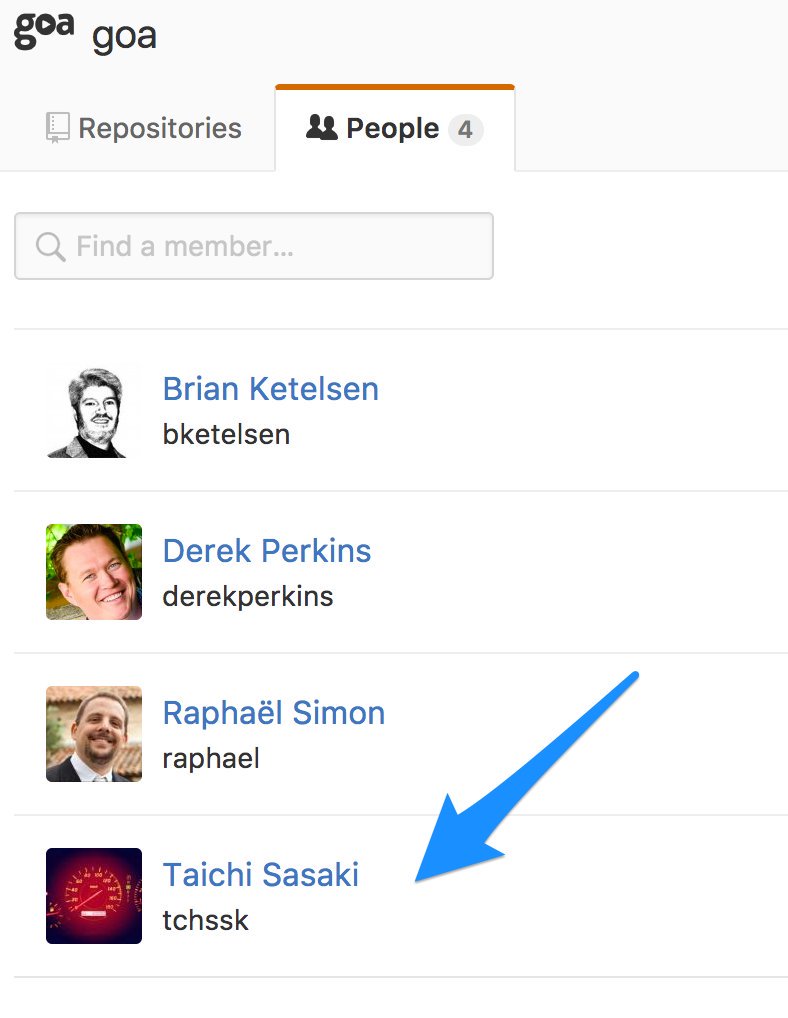 goa goa
Repositories People 4
Find a member...
Brian Ketelsen
bketelsen
Derek Perkins
derekperkins
Raphaël Simon
raphael
Taichi Sasaki
tchssk